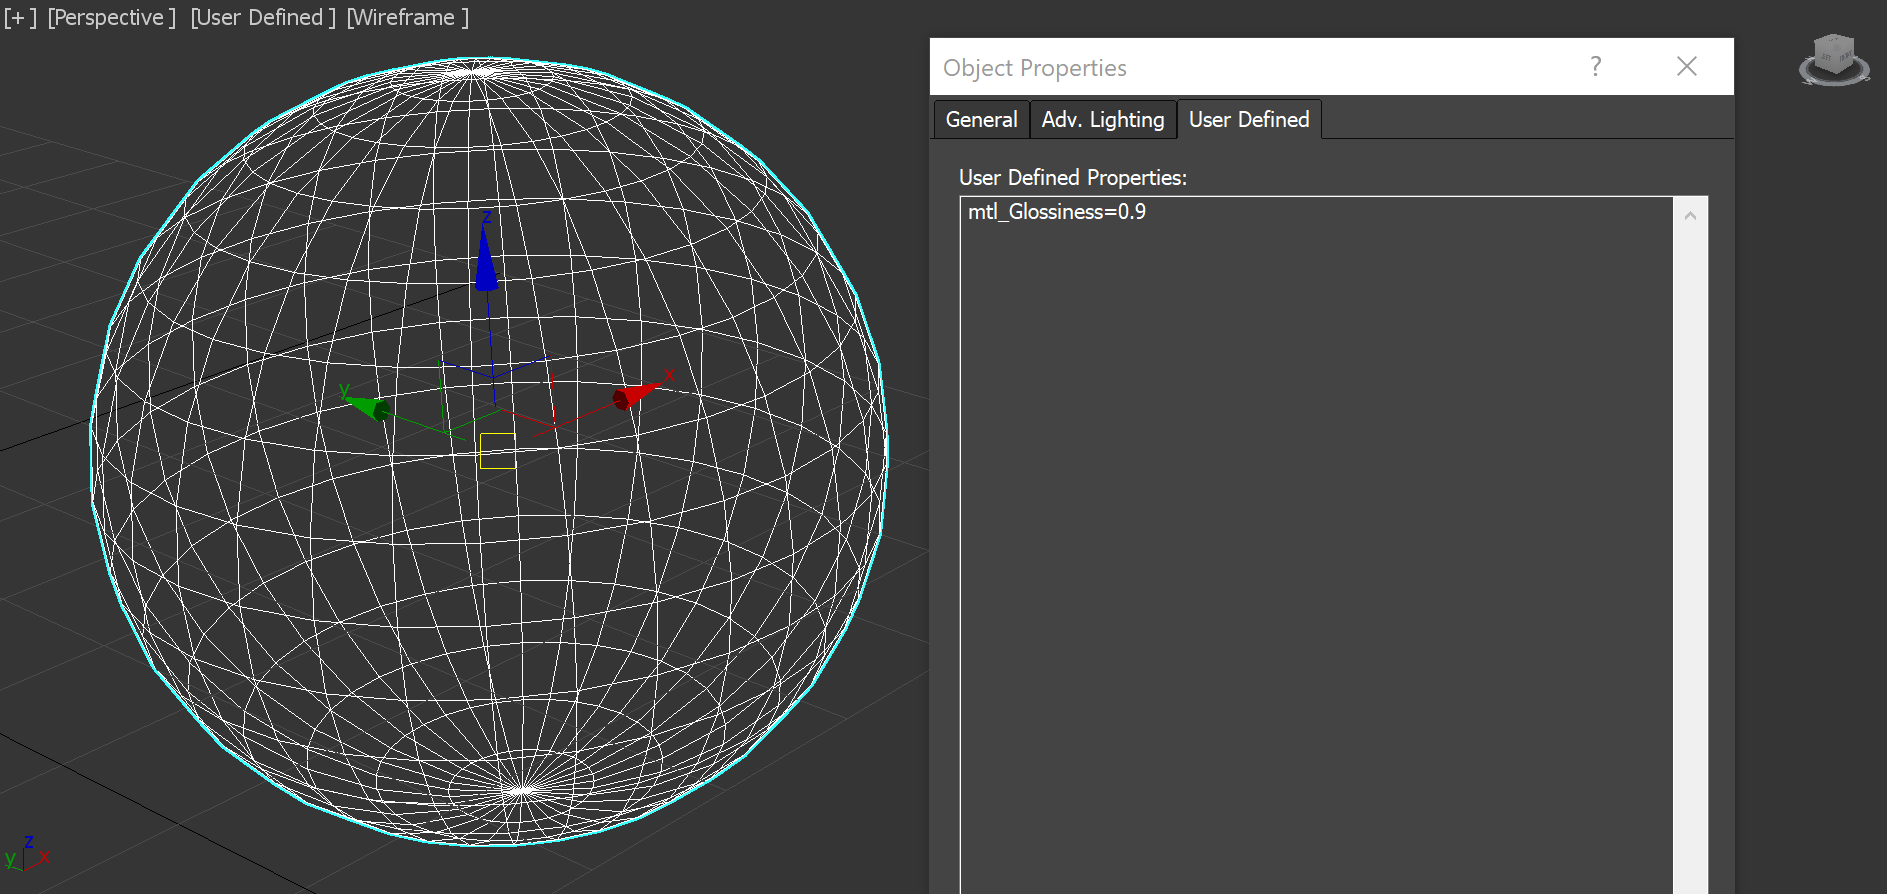 [+ ] [Perspective ] [User Defined ] [Wireframe ]
Object Properties
?
General
Adv. Lighting
User Defined
User Defined Properties:
mtl_Glossiness=0.9
z
y
x
z
y
x